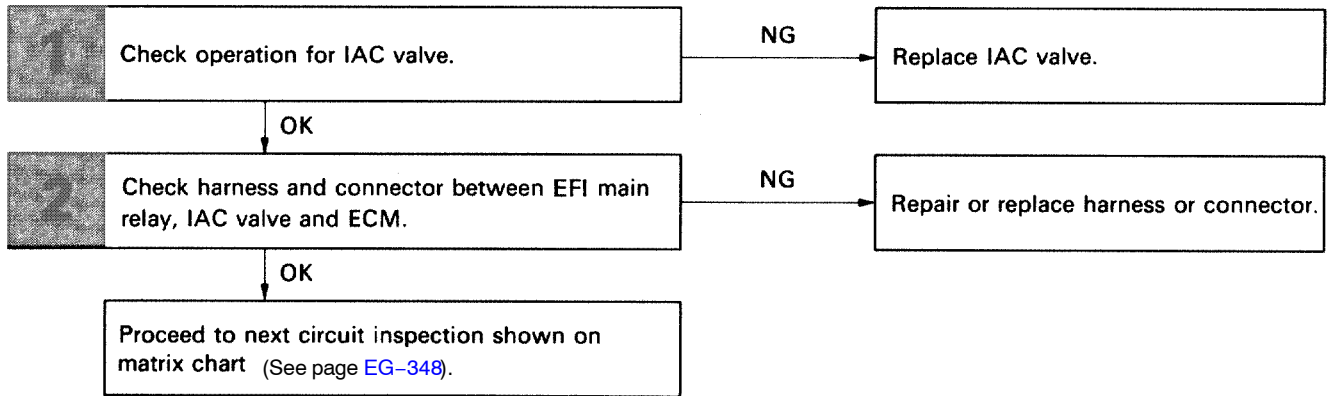 1
Check operation for IAC valve.
NG
Replace IAC valve.
OK
2
Check harness and connector between EFI main
relay, IAC valve and ECM.
NG
Repair or replace harness or connector.
OK
Proceed to next circuit inspection shown on
matrix chart (See page EG–348).